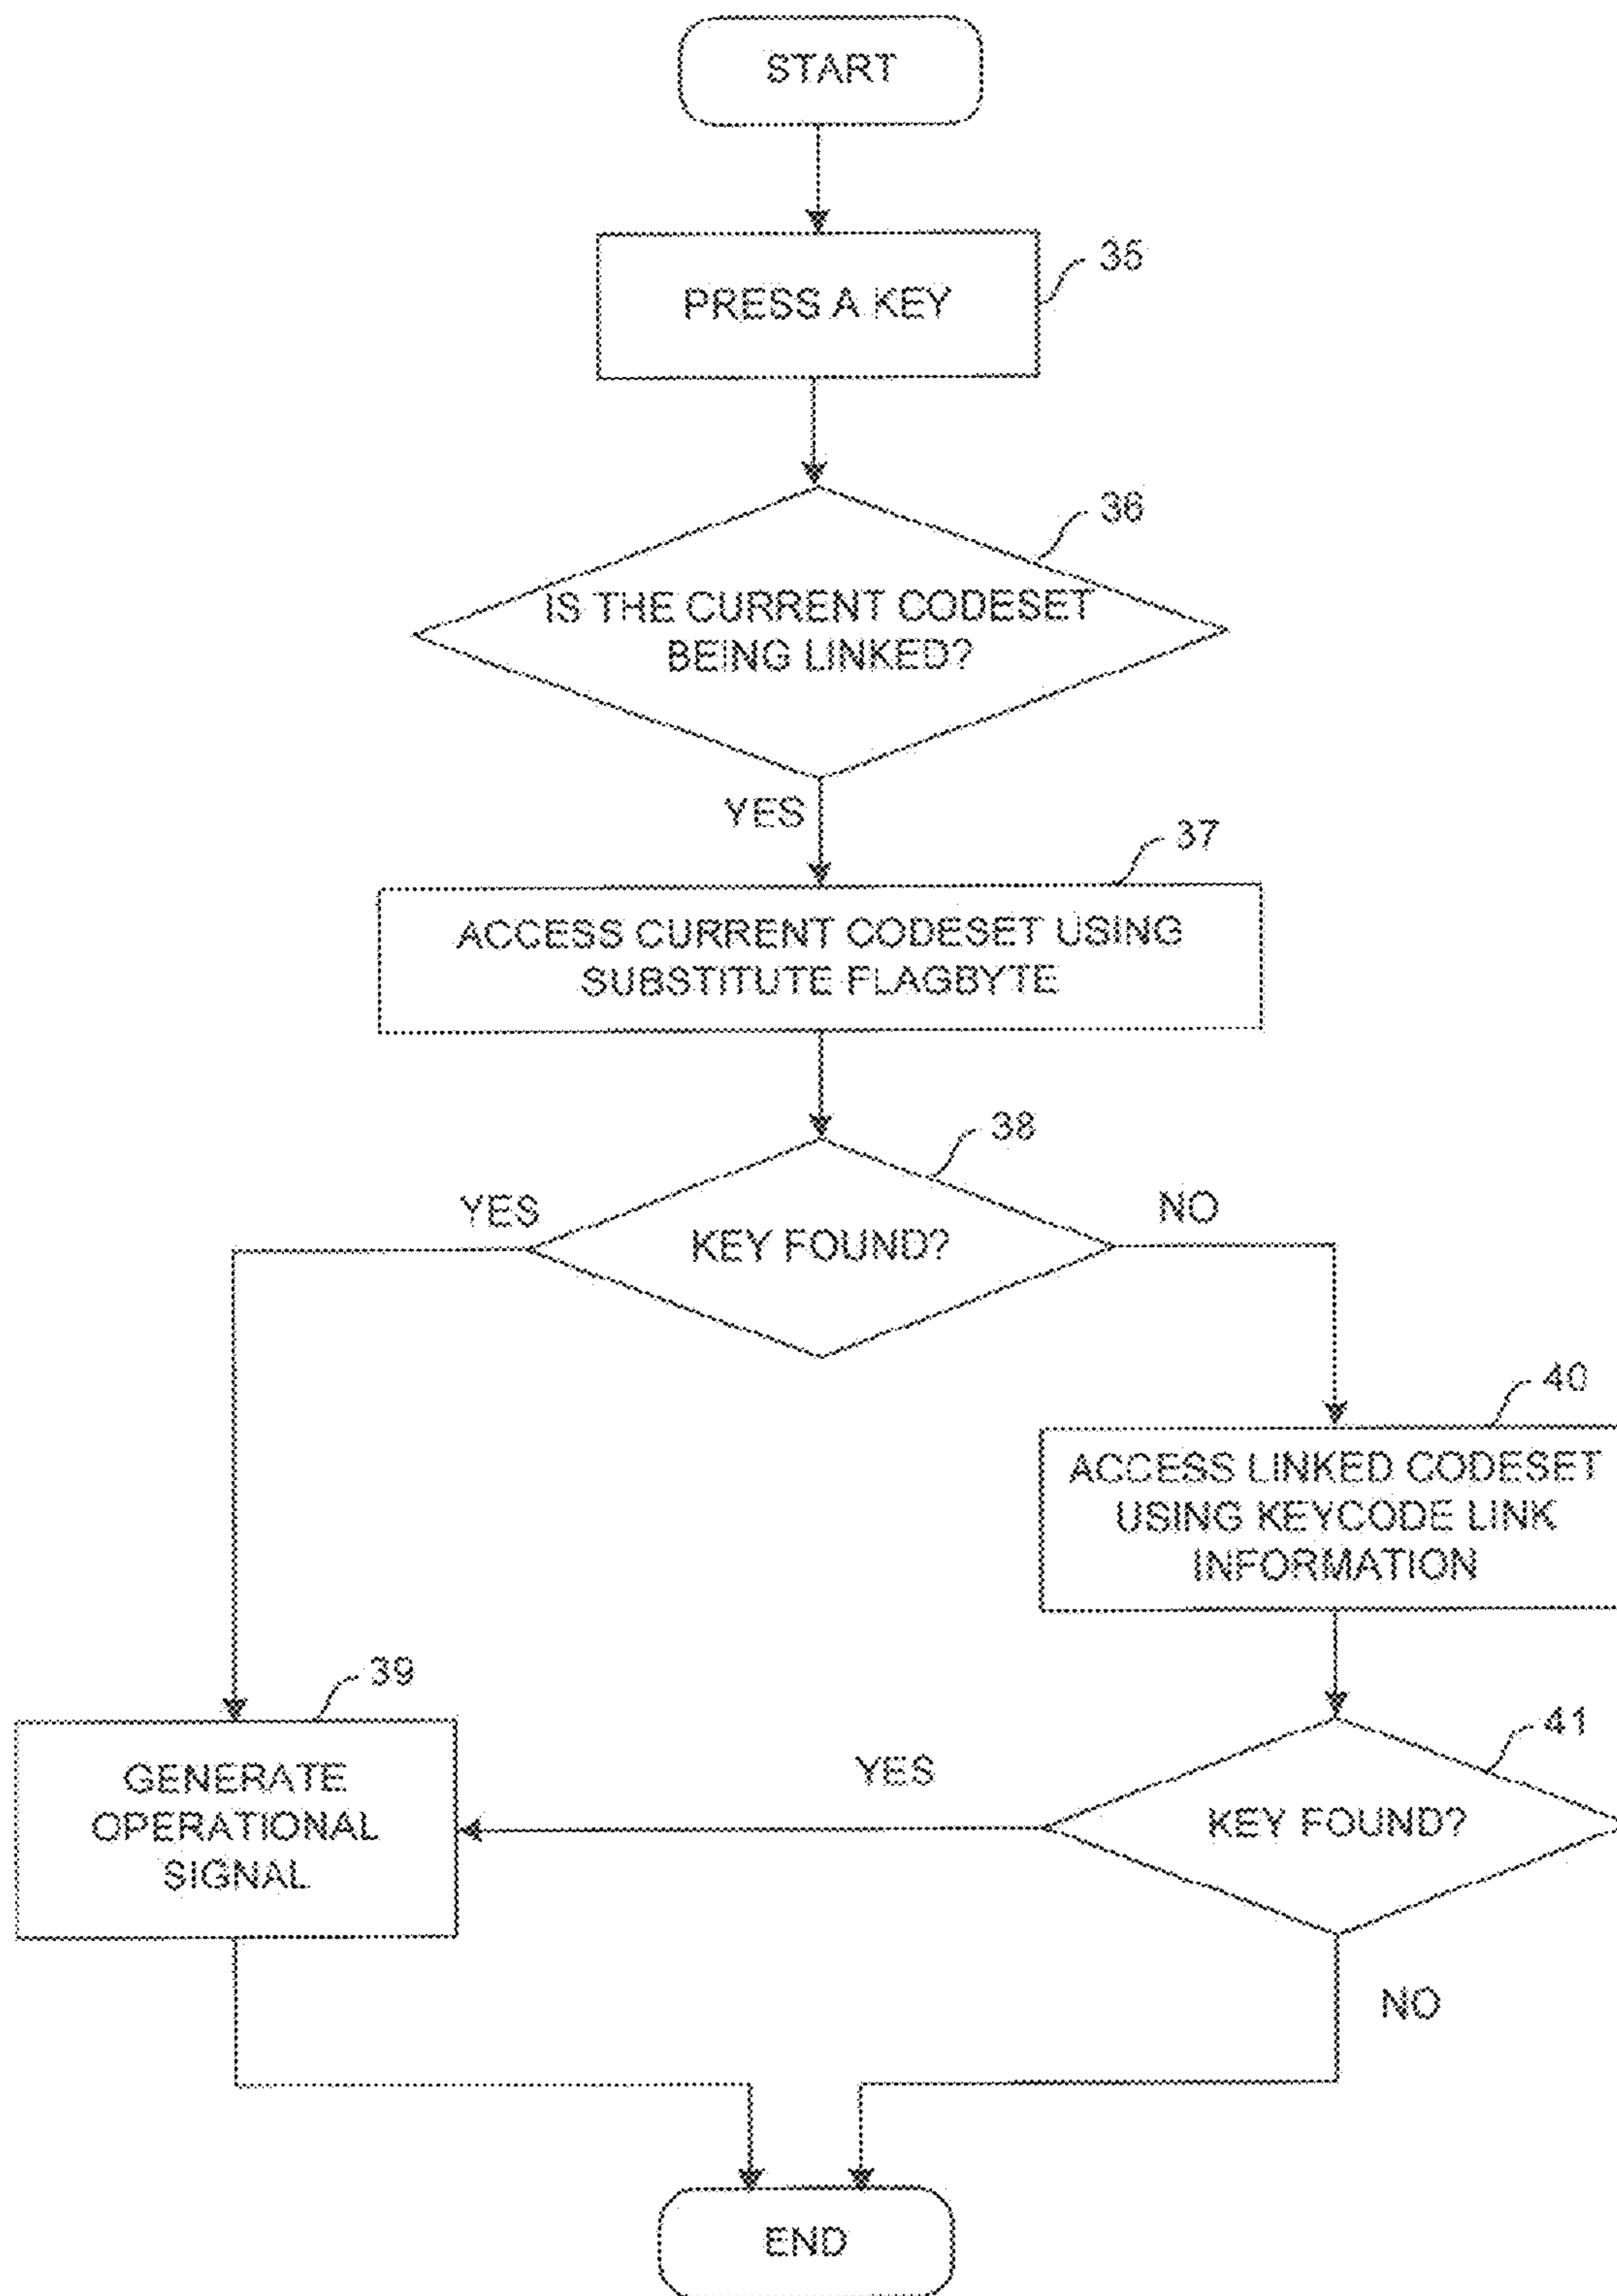 START
PRESS A KEY
35
36
IS THE CURRENT CODESET
BEING LINKED?
YES
37
ACCESS CURRENT CODESET USING
SUBSTITUTE FLAGBYTE
38
YES
KEY FOUND?
NO
40
ACCESS LINKED CODESET
USING KEYCODE LINK
INFORMATION
39
GENERATE
OPERATIONAL
SIGNAL
YES
41
KEY FOUND?
NO
END